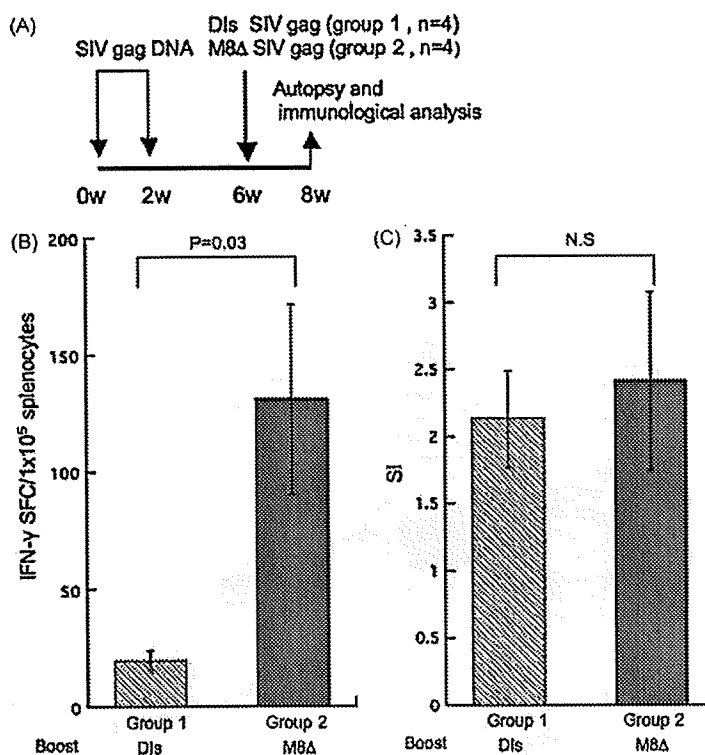 (A)
DIs SIV gag (group 1, n=4)
SIV gag DNA M8Δ SIV gag (group 2, n=4)
Autopsy and
immunological analysis
0w 2w 6w 8w
(B)
200
150
100
50
0
IFN-γ SFC/1x10⁵ splenocytes
P=0.03
Group 1 Group 2
Boost DIs M8Δ
(C)
3.5
3
2.5
2
1.5
1
0.5
0
SI
N.S
Group 1 Group 2
Boost DIs M8Δ